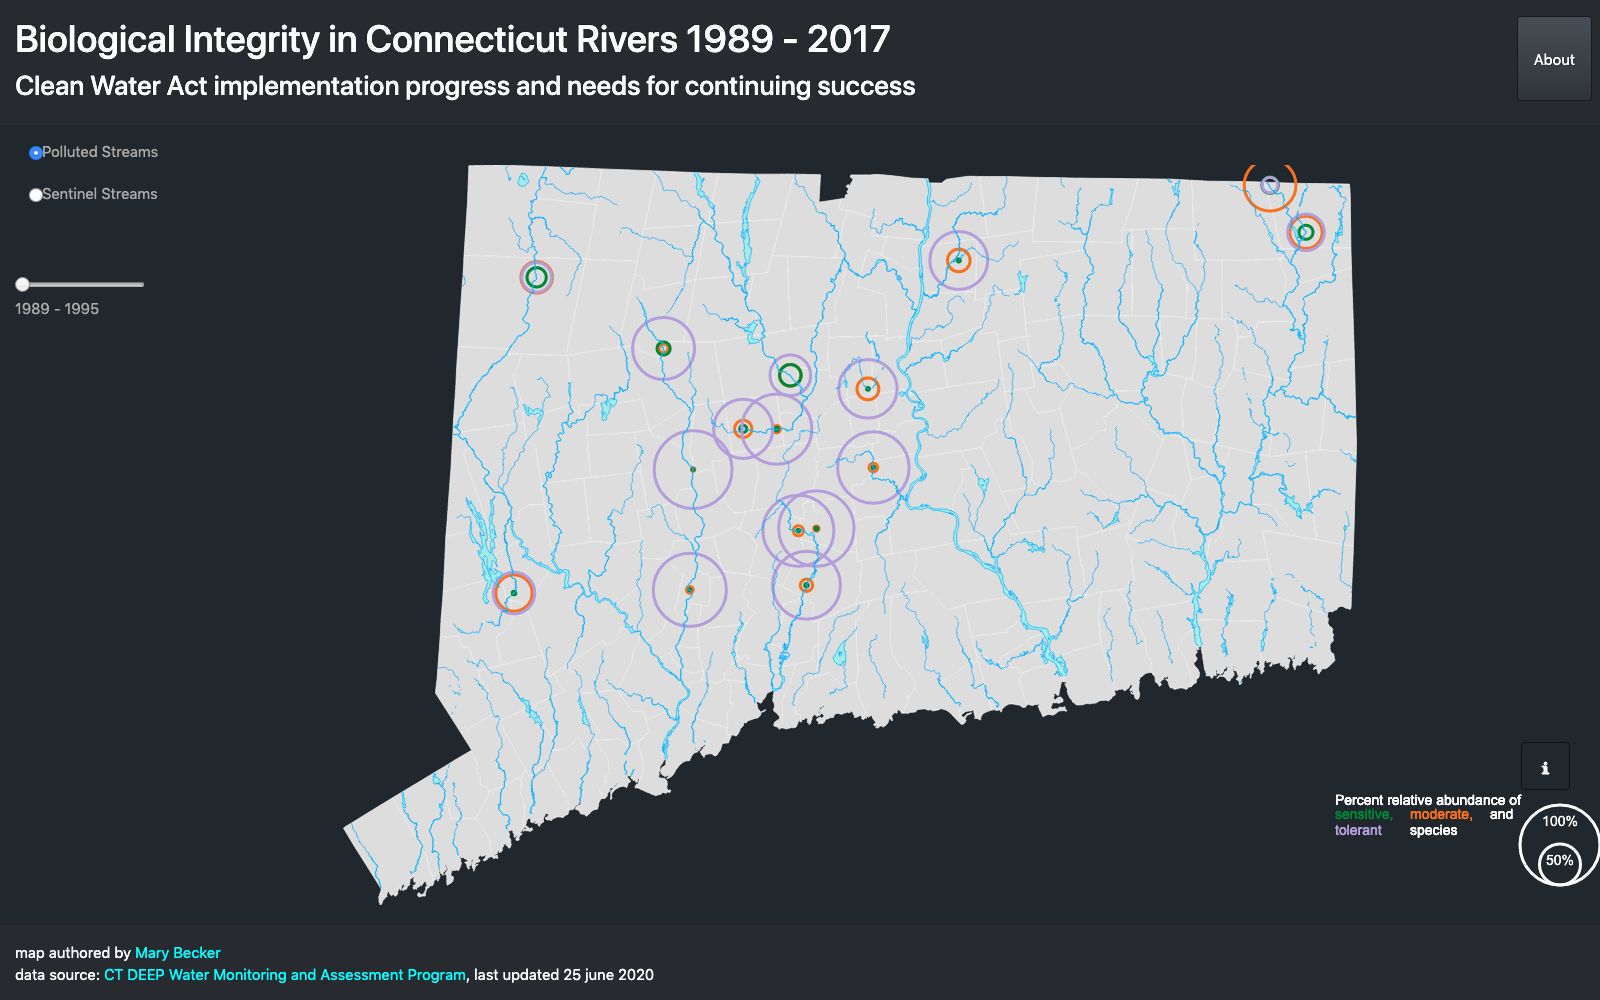 Biological Integrity in Connecticut Rivers 1989 - 2017
Clean Water Act implementation progress and needs for continuing success
About
Polluted Streams
Sentinel Streams
1989 - 1995
i
Percent relative abundance of
sensitive, moderate, and
tolerant species
100%
50%
map authored by Mary Becker
data source: CT DEEP Water Monitoring and Assessment Program, last updated 25 june 2020